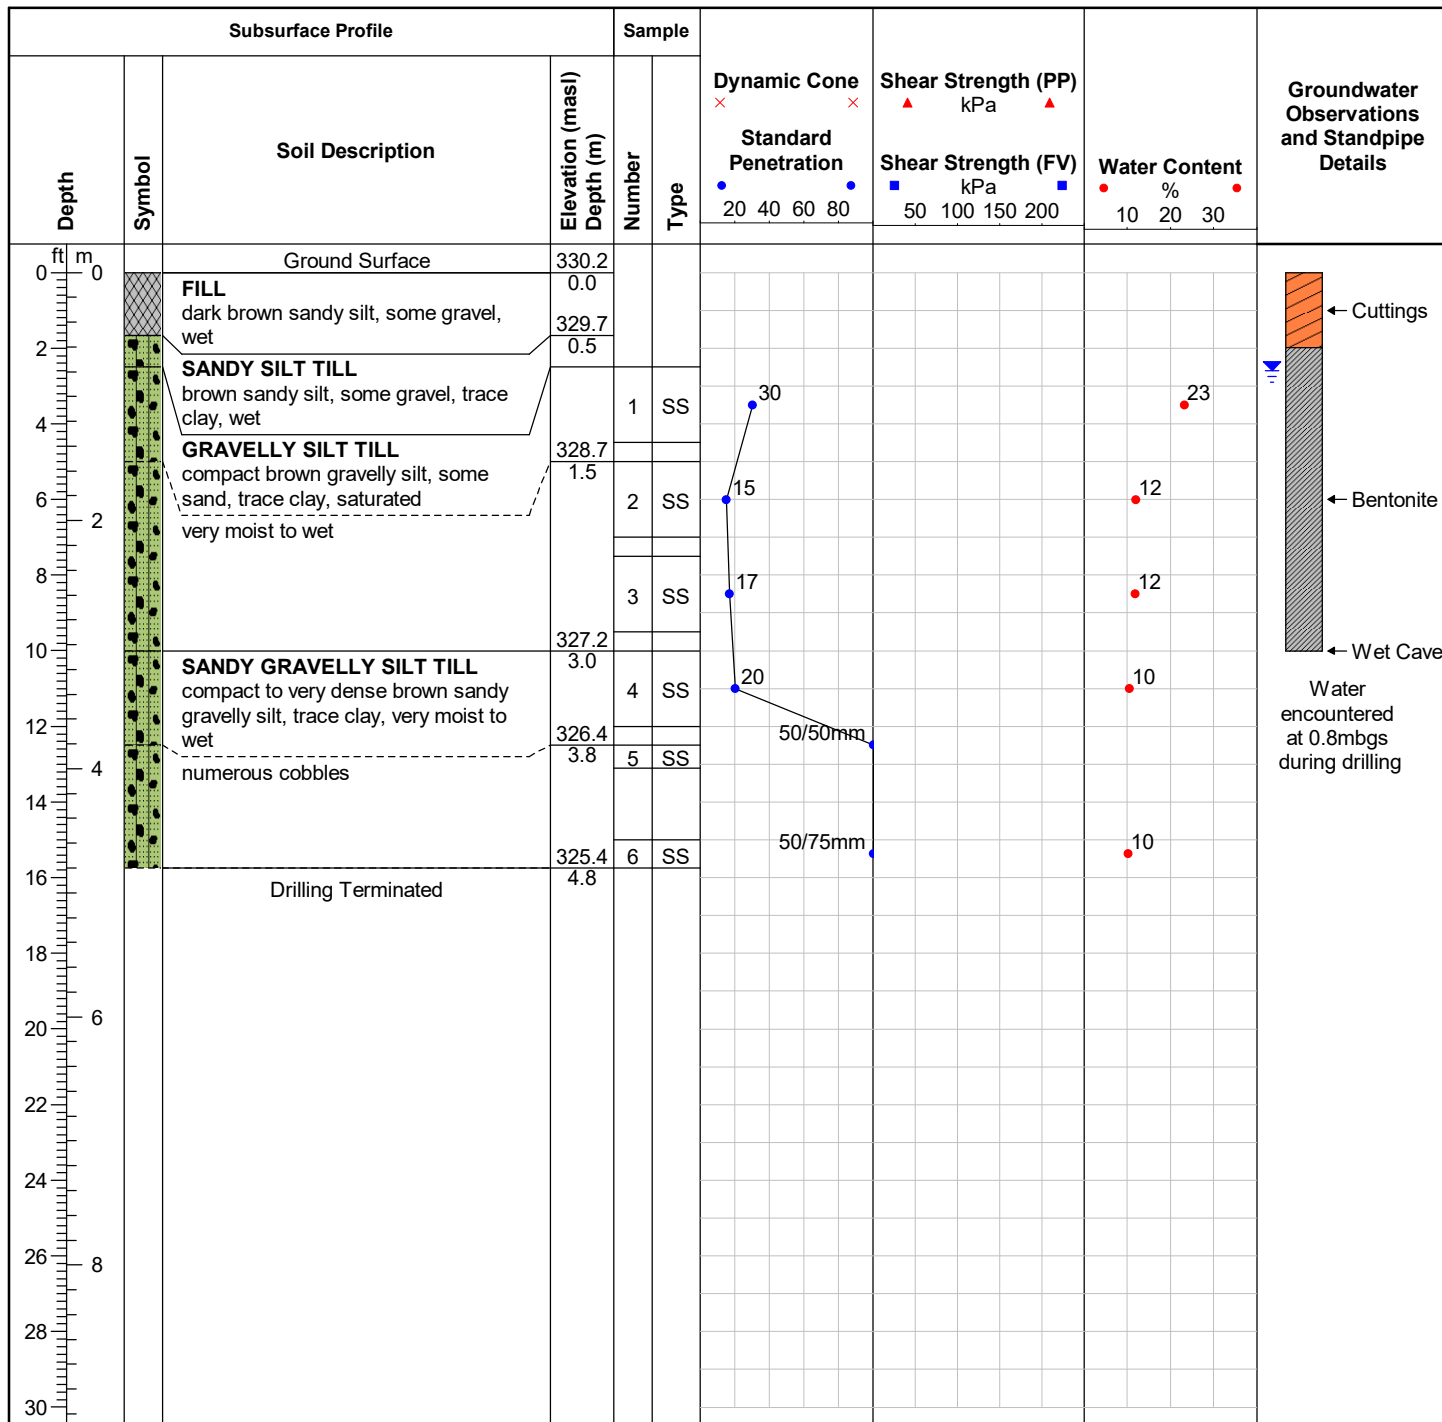 Subsurface Profile
Sample
Depth
Symbol
Soil Description
Elevation (masl)
Depth (m)
Number
Type
Dynamic Cone
Standard
Penetration
20 40 60 80
Shear Strength (PP)
kPa
Shear Strength (FV)
kPa
50 100 150 200
Water Content
%
10 20 30
Groundwater
Observations
and Standpipe
Details
ft m
0 0
2
4
6
2
8
10
12
4
14
16
18
6
20
22
24
26
8
28
30
Ground Surface
330.2
0.0
FILL
dark brown sandy silt, some gravel,
wet
329.7
0.5
SANDY SILT TILL
brown sandy silt, some gravel, trace
clay, wet
GRAVELLY SILT TILL
compact brown gravelly silt, some
sand, trace clay, saturated
328.7
1.5
very moist to wet
327.2
3.0
SANDY GRAVELLY SILT TILL
compact to very dense brown sandy
gravelly silt, trace clay, very moist to
wet
326.4
3.8
numerous cobbles
325.4
4.8
Drilling Terminated
1 SS
2 SS
3 SS
4 SS
5 SS
6 SS
30
15
17
20
50/50mm
50/75mm
23
12
12
10
10
Cuttings
Bentonite
Wet Cave
Water
encountered
at 0.8mbgs
during drilling